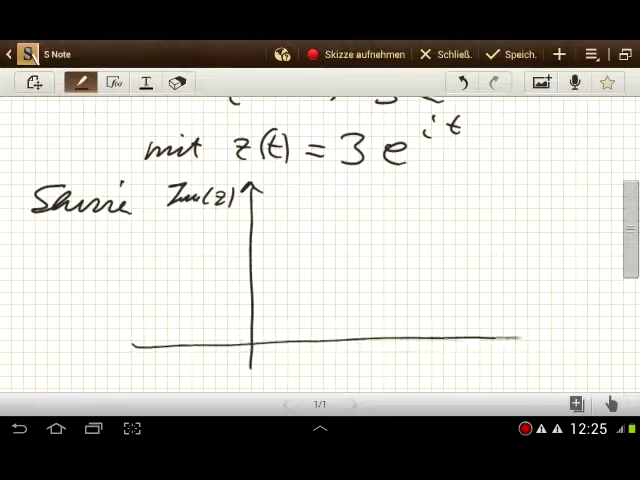 S Note
Skizze aufnehmen
Schließ.
Speich.
mit z(t) = 3 e^{it}
Skizze Im(z)
1/1
12:25